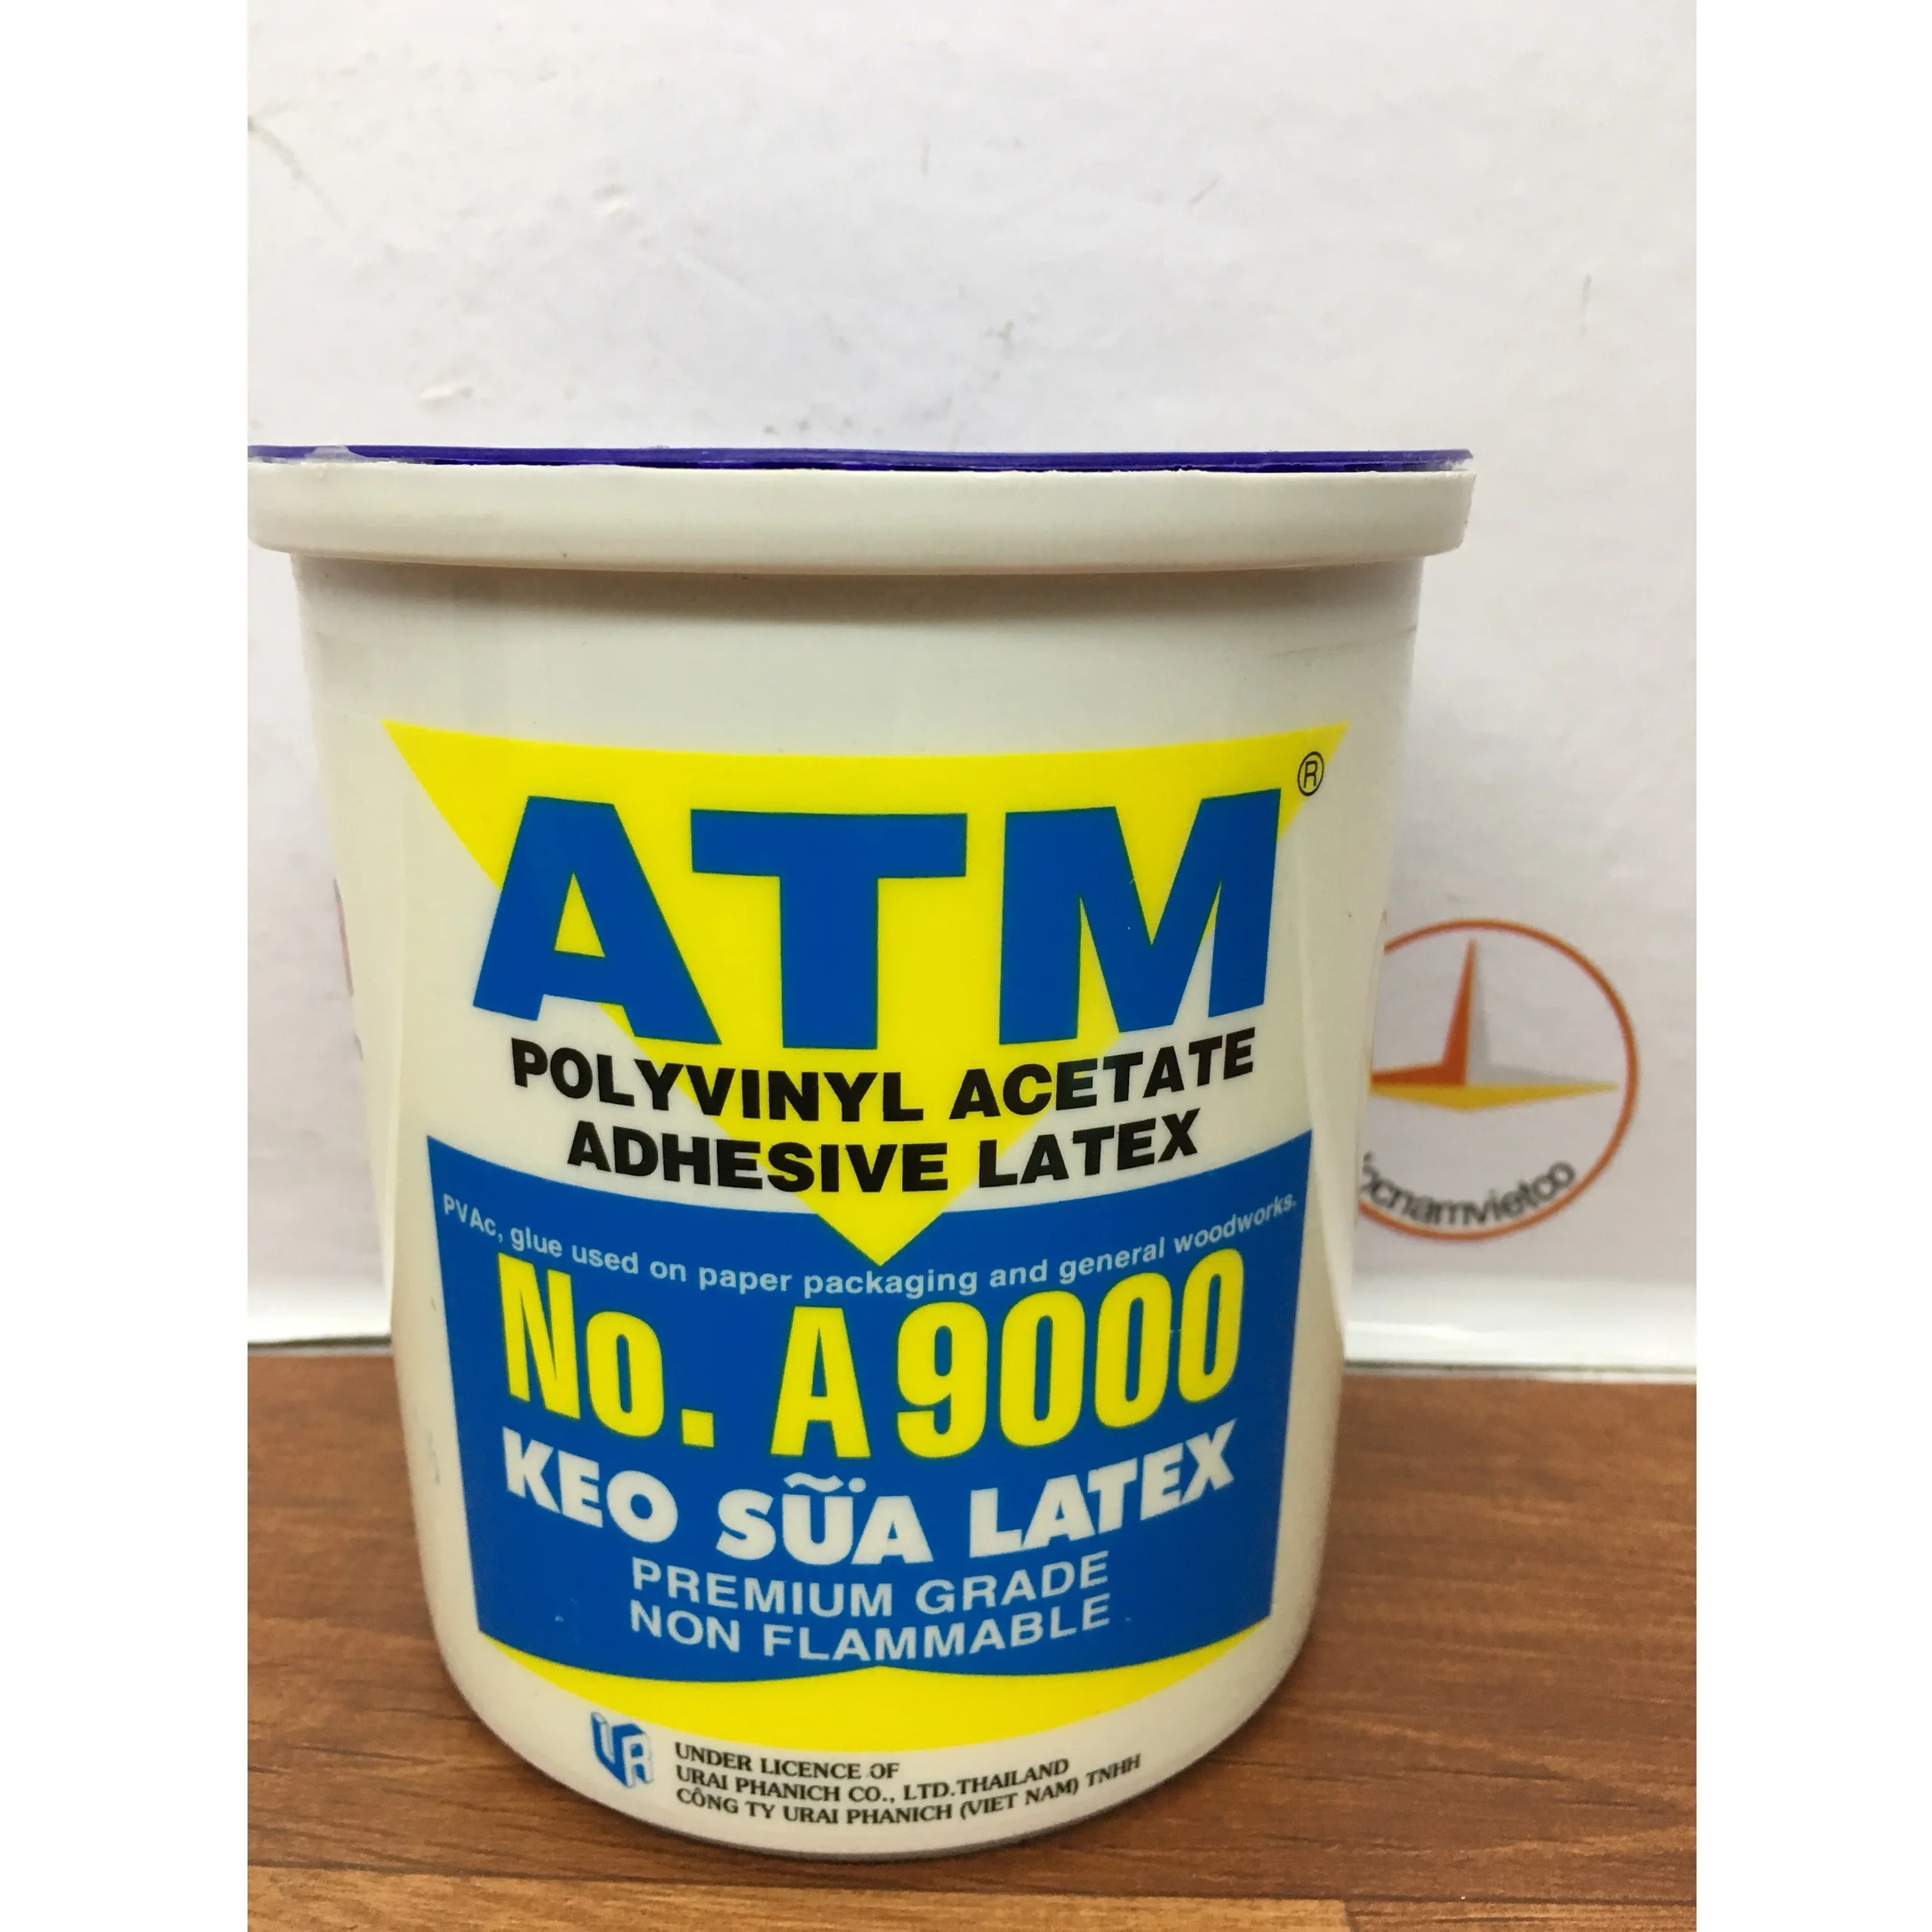 ATM®
POLYVINYL ACETATE
ADHESIVE LATEX
PVAc, glue used on paper packaging and general woodworks.
No. A9000
KEO SỮA LATEX
PREMIUM GRADE
NON FLAMMABLE
UNDER LICENCE OF
URAI PHANICH CO., LTD.THAILAND
CÔNG TY URAI PHANICH (VIET NAM) TNHH